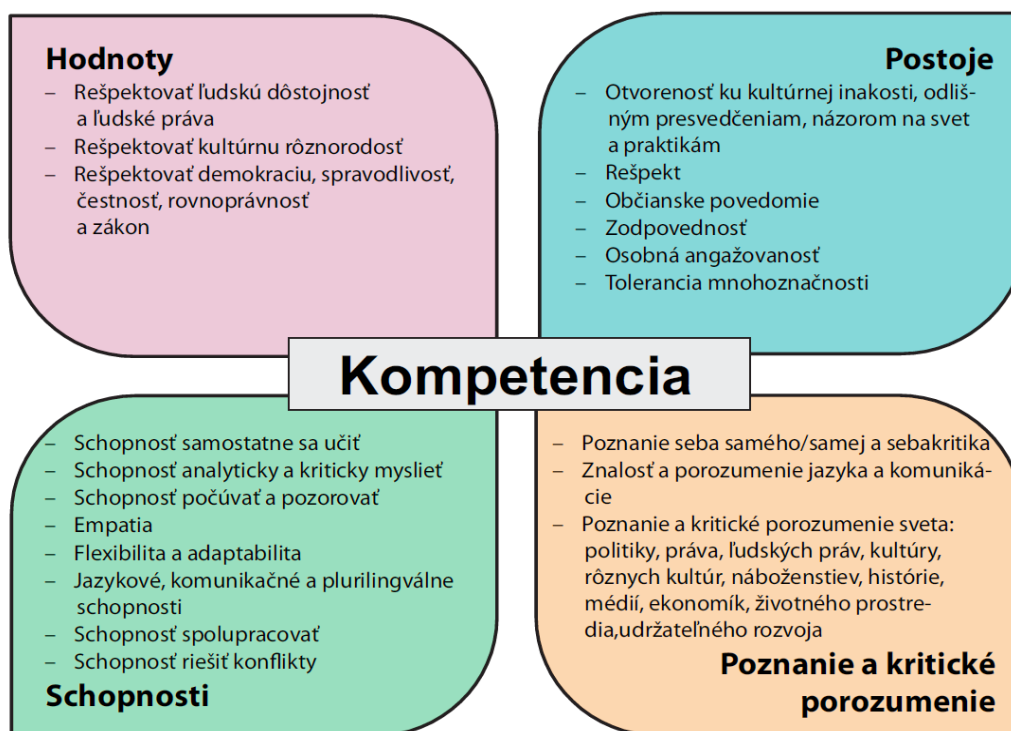 Hodnoty
– Rešpektovať ľudskú dôstojnosť
a ľudské práva
– Rešpektovať kultúrnu rôznorodosť
– Rešpektovať demokraciu, spravodlivosť,
čestnosť, rovnoprávnosť
a zákon
Postoje
– Otvorenosť ku kultúrnej inakosti, odliš-
ným presvedčeniam, názorom na svet
a praktikám
– Rešpekt
– Občianske povedomie
– Zodpovednosť
– Osobná angažovanosť
– Tolerancia mnohoznačnosti
Kompetencia
– Schopnosť samostatne sa učiť
– Schopnosť analyticky a kriticky myslieť
– Schopnosť počúvať a pozorovať
– Empatia
– Flexibilita a adaptabilita
– Jazykové, komunikačné a plurilingválne
schopnosti
– Schopnosť spolupracovať
– Schopnosť riešiť konflikty
Schopnosti
– Poznanie seba samého/samej a sebakritika
– Znalosť a porozumenie jazyka a komuniká-
cie
– Poznanie a kritické porozumenie sveta:
politiky, práva, ľudských práv, kultúry,
rôznych kultúr, náboženstiev, histórie,
médií, ekonomík, životného prostre-
dia,udržateľného rozvoja
Poznanie a kritické
porozumenie